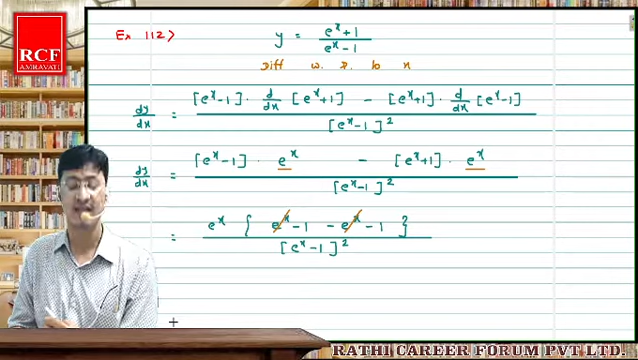 RCF
AMRAVATI
Ex 112>
y = e^x+1 / e^x-1
Diff w. r. to x
dy/dx = [e^x-1] · d/dx [e^x+1] - [e^x+1] · d/dx [e^x-1] / [e^x-1]^2
dy/dx = [e^x-1] · e^x - [e^x+1] · e^x / [e^x-1]^2
= e^x { e^x-1 - e^x-1 } / [e^x-1]^2
RATHI CAREER FORUM PVT LTD.